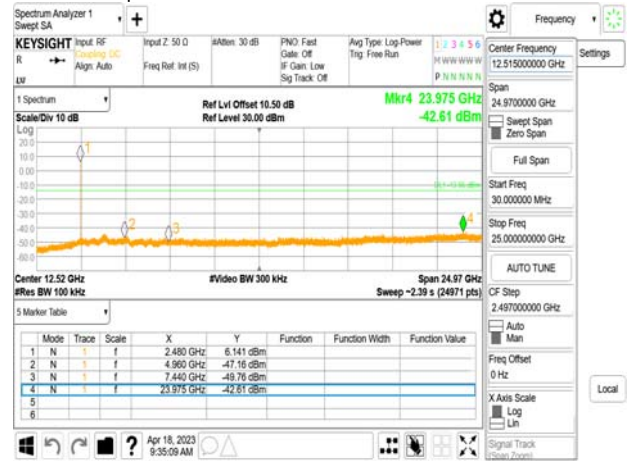 Spectrum Analyzer 1
Swept SA
+
Frequency
KEYSIGHT
Input: RF
Coupling: DC
Align: Auto
Input Z: 50 Ω
Freq Ref: Int (S)
#Atten: 30 dB
PNO: Fast
Gate: Off
IF Gain: Low
Sig Track: Off
Avg Type: Log-Power
Trig: Free Run
1 2 3 4 5 6
M W W W W W
P N N N N N
R
1 Spectrum
Scale/Div 10 dB
Log
Ref Lvl Offset 10.50 dB
Ref Level 30.00 dBm
Mkr4 23.975 GHz
-42.61 dBm
20.0
10.0
0.00
-10.0
-20.0
-30.0
-40.0
-50.0
-60.0
1
2
3
4
Center 12.52 GHz
#Res BW 100 kHz
#Video BW 300 kHz
Span 24.97 GHz
Sweep ~2.39 s (24971 pts)
5 Marker Table
Mode Trace Scale X Y Function Function Width Function Value
1 N 1 f 2.480 GHz 6.141 dBm
2 N 1 f 4.960 GHz -47.16 dBm
3 N 1 f 7.440 GHz -49.76 dBm
4 N 1 f 23.975 GHz -42.61 dBm
5
6
?
Apr 18, 2023
9:35:09 AM
Center Frequency
12.515000000 GHz
Settings
Span
24.9700000 GHz
Swept Span
Zero Span
Full Span
Start Freq
30.000000 MHz
Stop Freq
25.000000000 GHz
AUTO TUNE
CF Step
2.497000000 GHz
Auto
Man
Freq Offset
0 Hz
X Axis Scale
Log
Lin
Signal Track
(Span Zoom)
Local